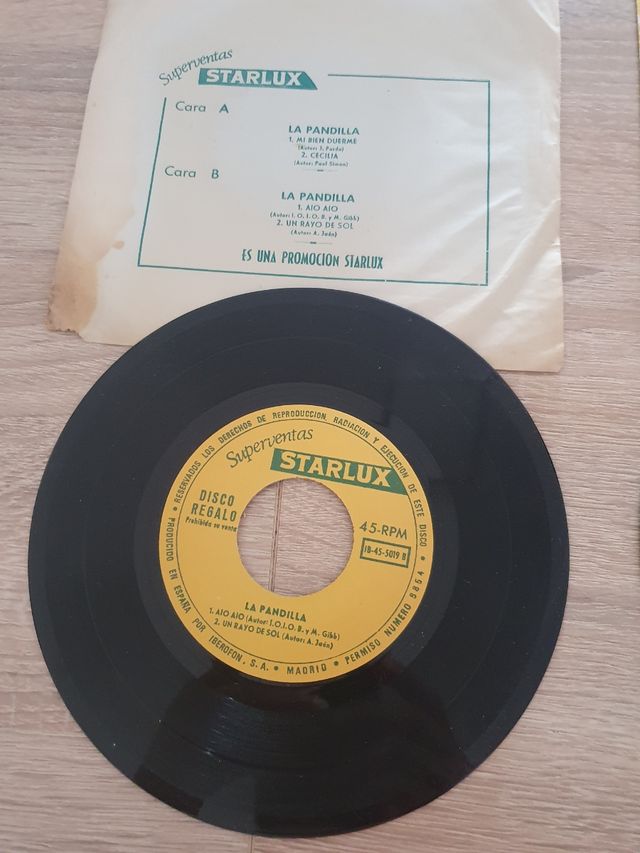 Superventas
STARLUX
Cara A
LA PANDILLA
1. MI BIEN DUERME
(Autor: J. Pardo)
2. CECILIA
(Autor: Paul Simon)
Cara B
LA PANDILLA
1. AIO AIO
(Autor: I. O. I. O. B. y M. Gibb)
2. UN RAYO DE SOL
(Autor: A. Jaén)
ES UNA PROMOCION STARLUX
RESERVADOS LOS DERECHOS DE REPRODUCCION, RADIACION Y EJECUCION DE ESTE DISCO
Superventas
STARLUX
DISCO
REGALO
Prohibida su venta
45-RPM
IB-45-5019 B
LA PANDILLA
1. AIO AIO (Autor: I.O.I.O. B. y M. Gibb)
2. UN RAYO DE SOL (Autor: A. Jaén)
• PRODUCIDO EN ESPAÑA POR IBEROFON, S. A. • MADRID • PERMISO NUMERO 5854 •